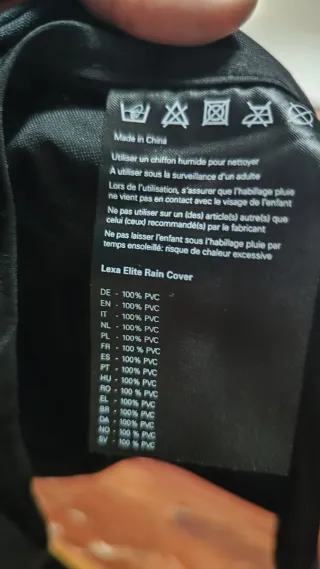 Made in China
Utiliser un chiffon humide pour nettoyer
À utiliser sous la surveillance d'un adulte
Lors de l'utilisation, s'assurer que l'habillage pluie
ne vient pas en contact avec le visage de l'enfant
Ne pas utiliser sur un (des) article(s) autre(s) que
celui (ceux) recommandé(s) par le fabricant
Ne pas laisser l'enfant sous l'habillage pluie par
temps ensoleillé: risque de chaleur excessive
Lexa Elite Rain Cover
DE - 100% PVC
EN - 100% PVC
IT - 100% PVC
NL - 100% PVC
PL - 100% PVC
FR - 100 % PVC
ES - 100% PVC
PT - 100% PVC
HU - 100% PVC
RO - 100 % PVC
EL - 100% PVC
BR - 100% PVC
DA - 100 % PVC
NO - 100 % PVC
SV - 100 % PVC